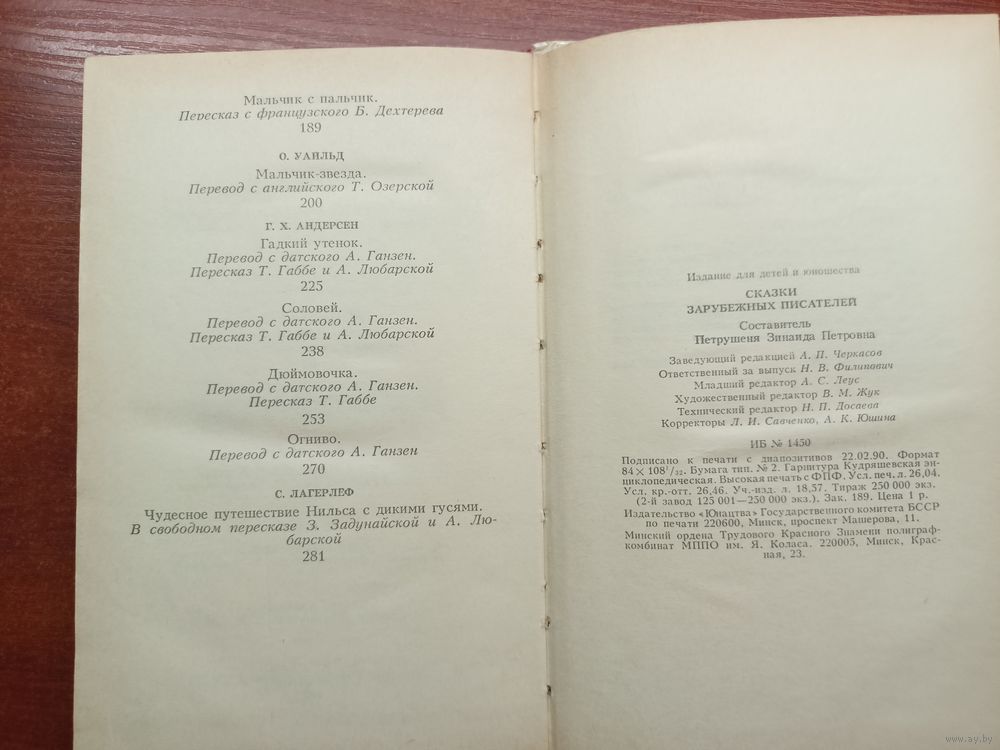 Мальчик с пальчик.
Пересказ с французского Б. Дехтерева
189
О. УАЙЛЬД
Мальчик-звезда.
Перевод с английского Т. Озерской
200
Г. Х. АНДЕРСЕН
Гадкий утенок.
Перевод с датского А. Ганзен.
Пересказ Т. Габбе и А. Любарской
225
Соловей.
Перевод с датского А. Ганзен.
Пересказ Т. Габбе и А. Любарской
238
Дюймовочка.
Перевод с датского А. Ганзен.
Пересказ Т. Габбе
253
Огниво.
Перевод с датского А. Ганзен
270
С. ЛАГЕРЛЕФ
Чудесное путешествие Нильса с дикими гусями.
В свободном пересказе З. Задунайской и А. Лю-
барской
281
Издание для детей и юношества
СКАЗКИ
ЗАРУБЕЖНЫХ ПИСАТЕЛЕЙ
Составитель
Петрушеня Зинаида Петровна
Заведующий редакцией А. П. Черкасов
Ответственный за выпуск Н. В. Филипович
Младший редактор А. С. Леус
Художественный редактор В. М. Жук
Технический редактор Н. П. Досаева
Корректоры Л. И. Савченко, А. К. Юшина
ИБ № 1450
Подписано к печати с диапозитивов 22.02.90. Формат
84×108¹/₃₂. Бумага тип. № 2. Гарнитура Кудряшевская эн-
циклопедическая. Высокая печать с ФПФ. Усл. печ. л. 26,04.
Усл. кр.-отт. 26,46. Уч.-изд. л. 18,57. Тираж 250 000 экз.
(2-й завод 125 001—250 000 экз.). Зак. 189. Цена 1 р.
Издательство «Юнацтва» Государственного комитета БССР
по печати 220600, Минск, проспект Машерова, 11.
Минский ордена Трудового Красного Знамени полиграф-
комбинат МППО им. Я. Коласа. 220005, Минск, Крас-
ная, 23.
www.ay.by